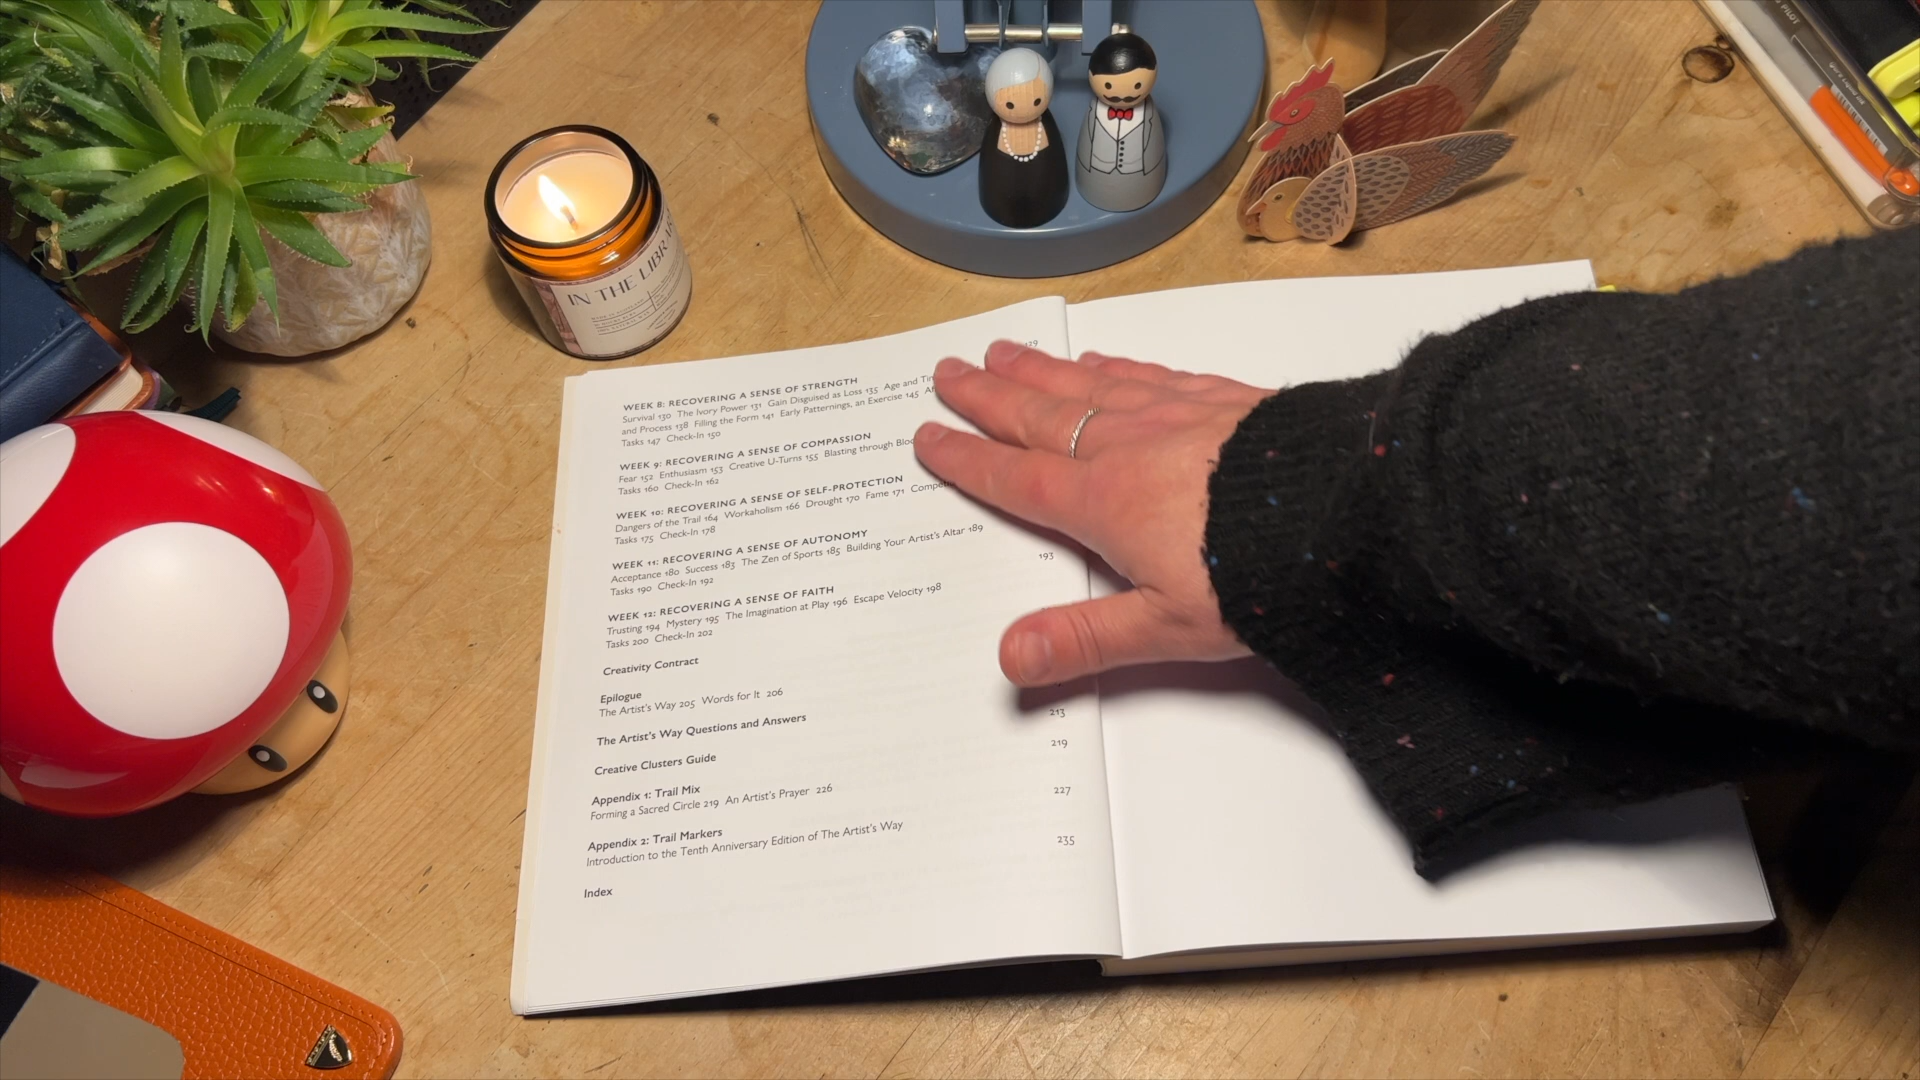 PILOT
IN THE LIBRAR
129
WEEK 8: RECOVERING A SENSE OF STRENGTH
Survival 130 The Ivory Power 131 Gain Disguised as Loss 135 Age and Tim
and Process 138 Filling the Form 141 Early Patternings, an Exercise 145 Af
Tasks 147 Check-In 150
WEEK 9: RECOVERING A SENSE OF COMPASSION
Fear 152 Enthusiasm 153 Creative U-Turns 155 Blasting through Bloc
Tasks 160 Check-In 162
WEEK 10: RECOVERING A SENSE OF SELF-PROTECTION
Dangers of the Trail 164 Workaholism 166 Drought 170 Fame 171 Compet
Tasks 175 Check-In 178
WEEK 11: RECOVERING A SENSE OF AUTONOMY
Acceptance 180 Success 183 The Zen of Sports 185 Building Your Artist's Altar 189
Tasks 190 Check-In 192
193
WEEK 12: RECOVERING A SENSE OF FAITH
Trusting 194 Mystery 195 The Imagination at Play 196 Escape Velocity 198
Tasks 200 Check-In 202
Creativity Contract
Epilogue
The Artist's Way 205 Words for It 206
The Artist's Way Questions and Answers
213
Creative Clusters Guide
219
Appendix 1: Trail Mix
Forming a Sacred Circle 219 An Artist's Prayer 226
227
Appendix 2: Trail Markers
Introduction to the Tenth Anniversary Edition of The Artist's Way
235
Index